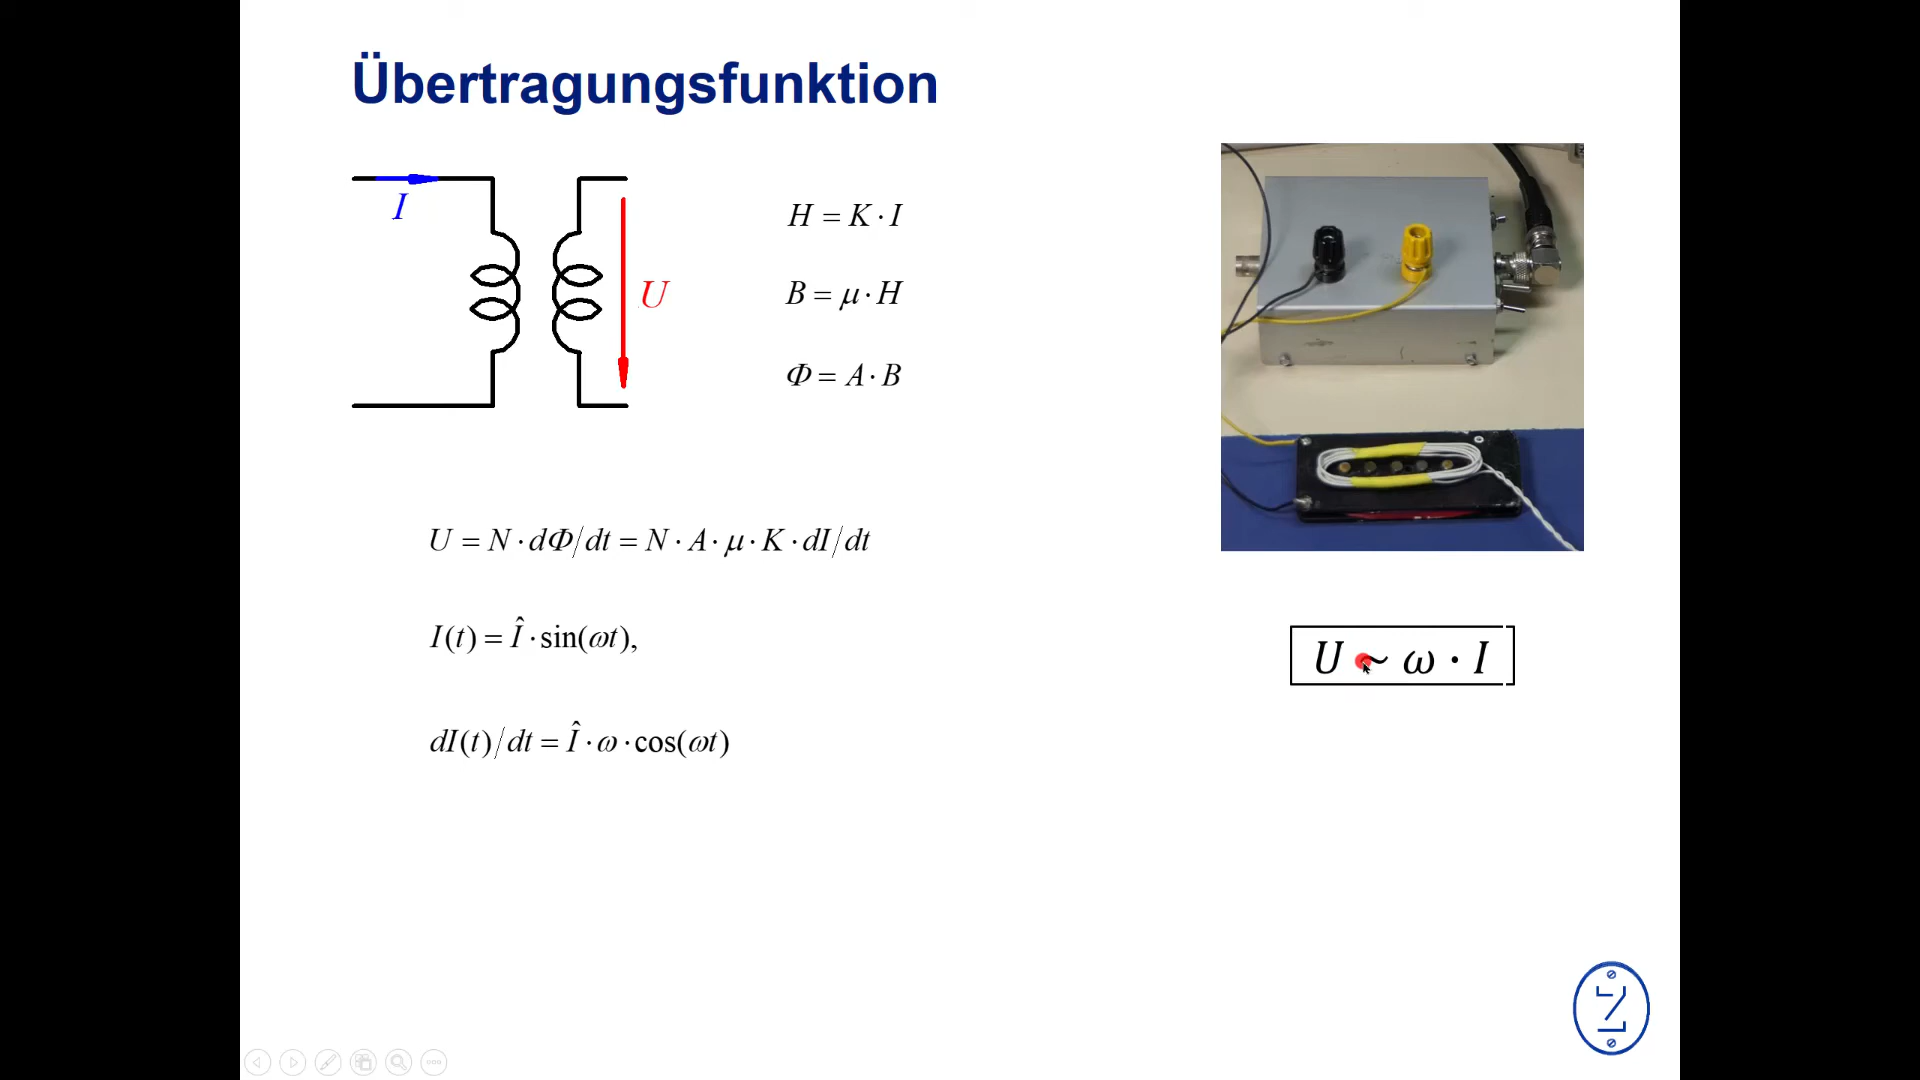 Übertragungsfunktion
I
U
H = K · I
B = μ · H
Φ = A · B
U = N · dΦ/dt = N · A · μ · K · dI/dt
I(t) = Î · sin(ωt),
dI(t)/dt = Î · ω · cos(ωt)
U ~ ω · I